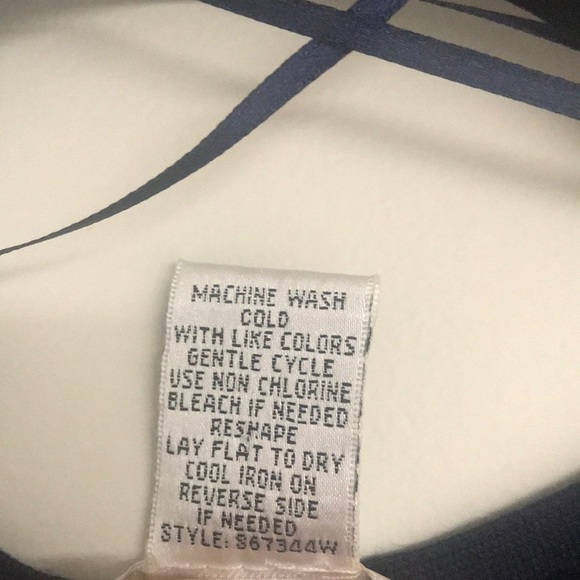 MACHINE WASH
COLD
WITH LIKE COLORS
GENTLE CYCLE
USE NON CHLORINE
BLEACH IF NEEDED
RESHAPE
LAY FLAT TO DRY
COOL IRON ON
REVERSE SIDE
IF NEEDED
STYLE: 867344W